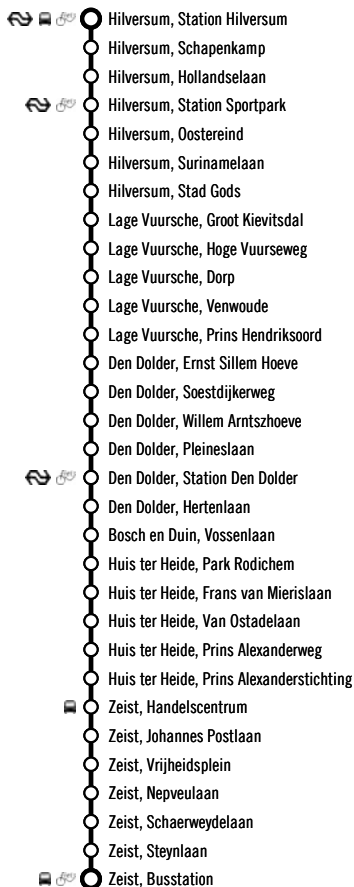 Hilversum, Station Hilversum
Hilversum, Schapenkamp
Hilversum, Hollandselaan
Hilversum, Station Sportpark
Hilversum, Oostereind
Hilversum, Surinamelaan
Hilversum, Stad Gods
Lage Vuursche, Groot Kievitsdal
Lage Vuursche, Hoge Vuurseweg
Lage Vuursche, Dorp
Lage Vuursche, Venwoude
Lage Vuursche, Prins Hendriksoord
Den Dolder, Ernst Sillem Hoeve
Den Dolder, Soestdijkerweg
Den Dolder, Willem Arntszhoeve
Den Dolder, Pleineslaan
Den Dolder, Station Den Dolder
Den Dolder, Hertenlaan
Bosch en Duin, Vossenlaan
Huis ter Heide, Park Rodichem
Huis ter Heide, Frans van Mierislaan
Huis ter Heide, Van Ostadelaan
Huis ter Heide, Prins Alexanderweg
Huis ter Heide, Prins Alexanderstichting
Zeist, Handelscentrum
Zeist, Johannes Postlaan
Zeist, Vrijheidsplein
Zeist, Nepveulaan
Zeist, Schaerweydelaan
Zeist, Steynlaan
Zeist, Busstation